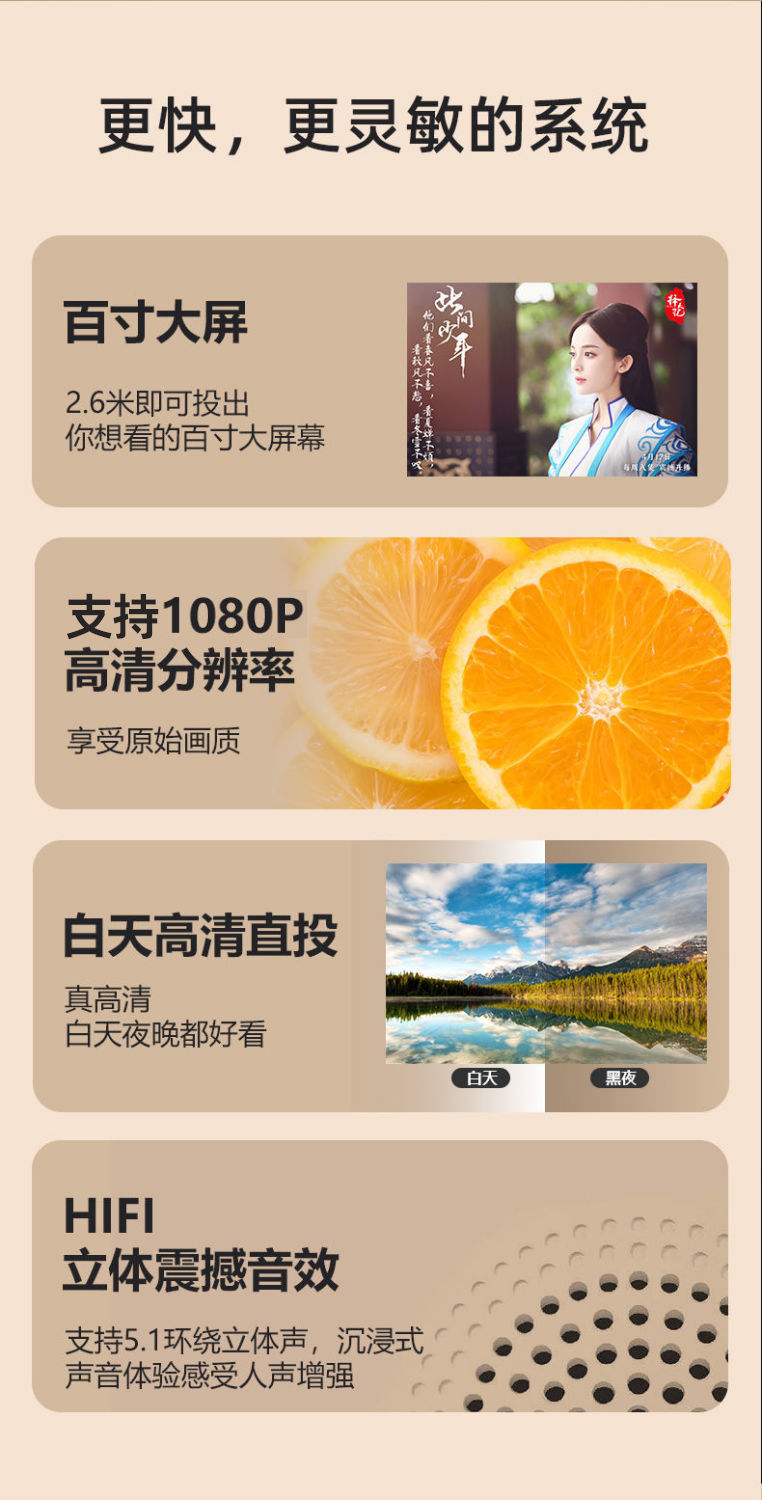 更快，更灵敏的系统
百寸大屏
2.6米即可投出
你想看的百寸大屏幕
此间少年
他们看春风不喜，看夏蝉不烦，
看秋风不愁，看冬雪不叹，
支持1080P
高清分辨率
享受原始画质
白天高清直投
真高清
白天夜晚都好看
白天
黑夜
HIFI
立体震撼音效
支持5.1环绕立体声，沉浸式
声音体验感受人声增强